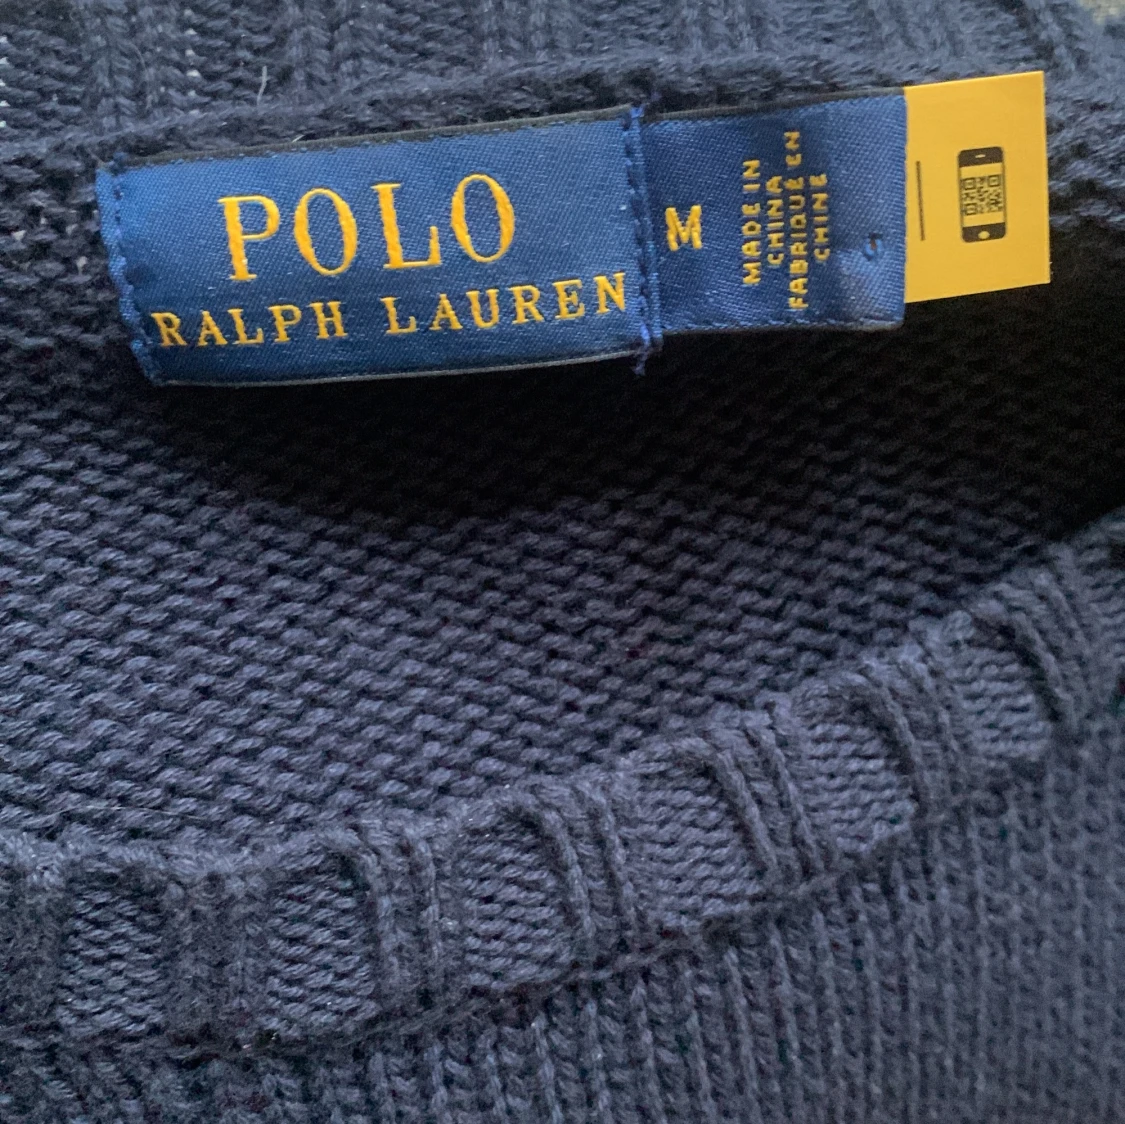 POLO
RALPH LAUREN
M
MADE IN
CHINA
FABRIQUÉ EN
CHINE